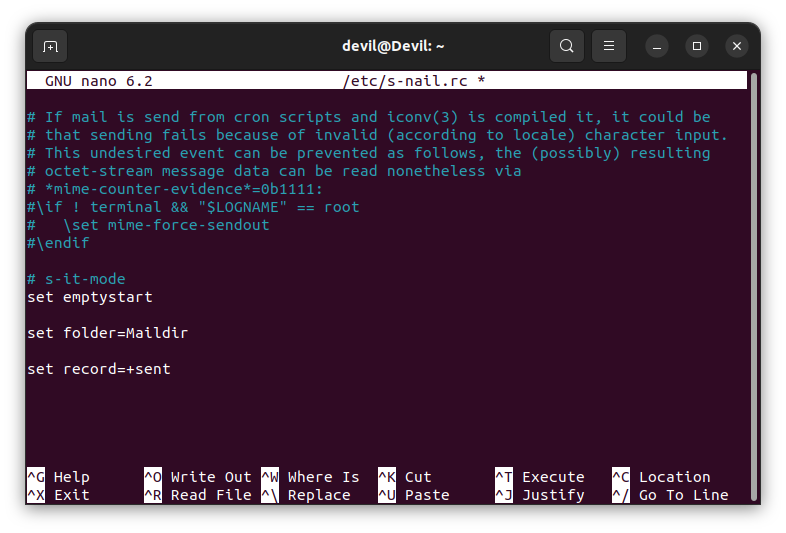 devil@Devil: ~
GNU nano 6.2 /etc/s-nail.rc *
# If mail is send from cron scripts and iconv(3) is compiled it, it could be
# that sending fails because of invalid (according to locale) character input.
# This undesired event can be prevented as follows, the (possibly) resulting
# octet-stream message data can be read nonetheless via
# *mime-counter-evidence*=0b1111:
#\if ! terminal && "$LOGNAME" == root
#   \set mime-force-sendout
#\endif
# s-it-mode
set emptystart
set folder=Maildir
set record=+sent
^G Help ^O Write Out ^W Where Is ^K Cut ^T Execute ^C Location
^X Exit ^R Read File ^\ Replace ^U Paste ^J Justify ^/ Go To Line